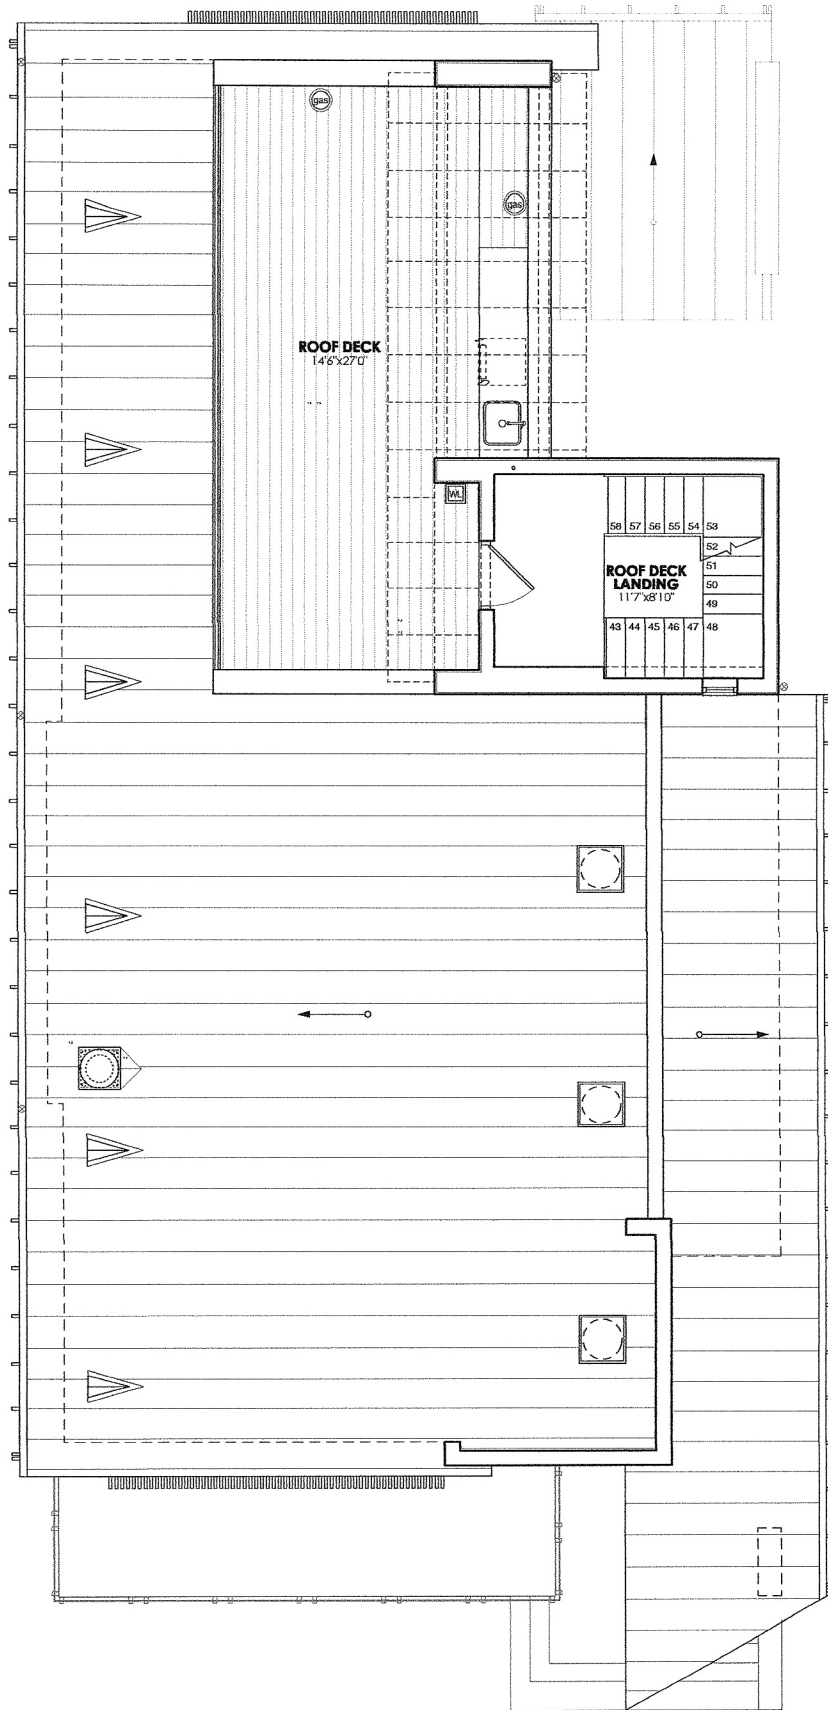 gas
gas
ROOF DECK
14'6"x27'0"
WL
58 57 56 55 54 53
52
51
50
49
ROOF DECK
LANDING
11'7"x8'10"
43 44 45 46 47 48